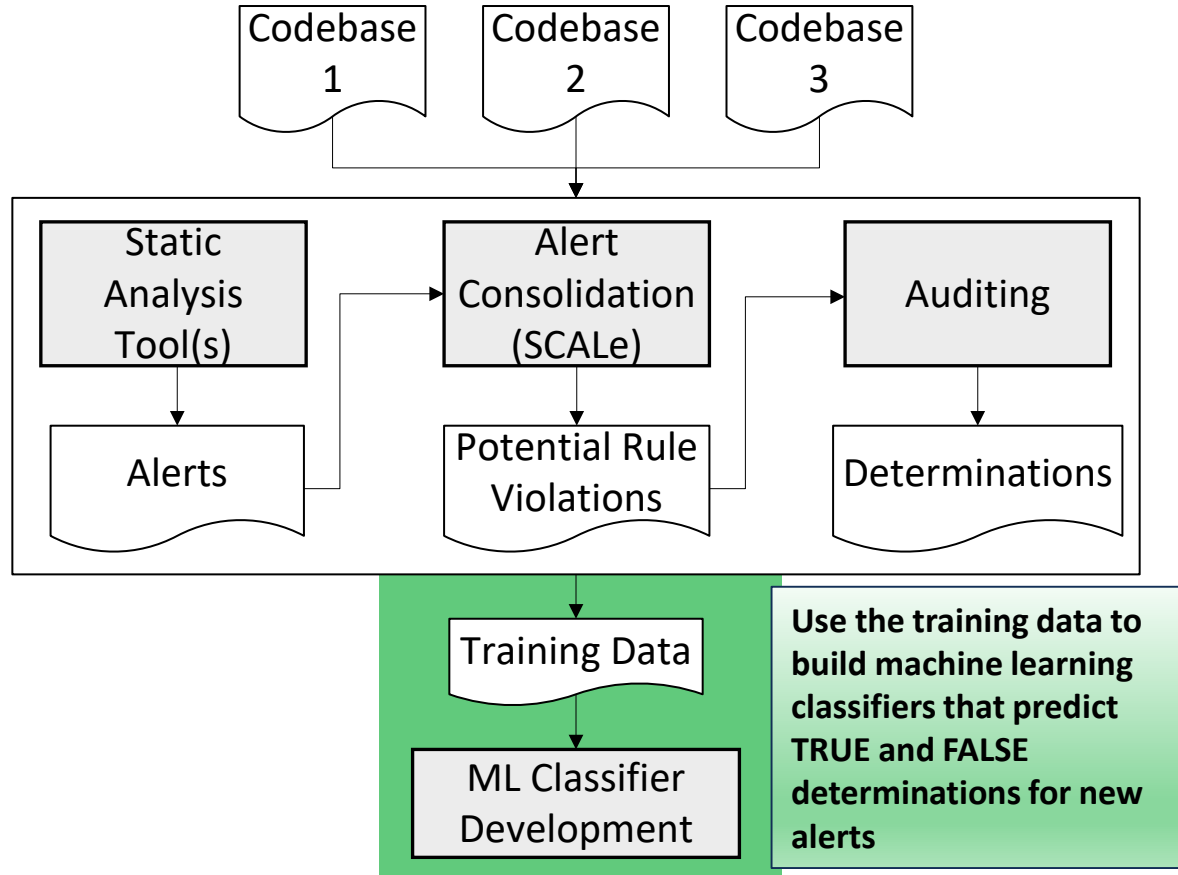 Codebase
1
Codebase
2
Codebase
3
Static
Analysis
Tool(s)
Alert
Consolidation
(SCALe)
Auditing
Alerts
Potential Rule
Violations
Determinations
Training Data
ML Classifier
Development
Use the training data to
build machine learning
classifiers that predict
TRUE and FALSE
determinations for new
alerts